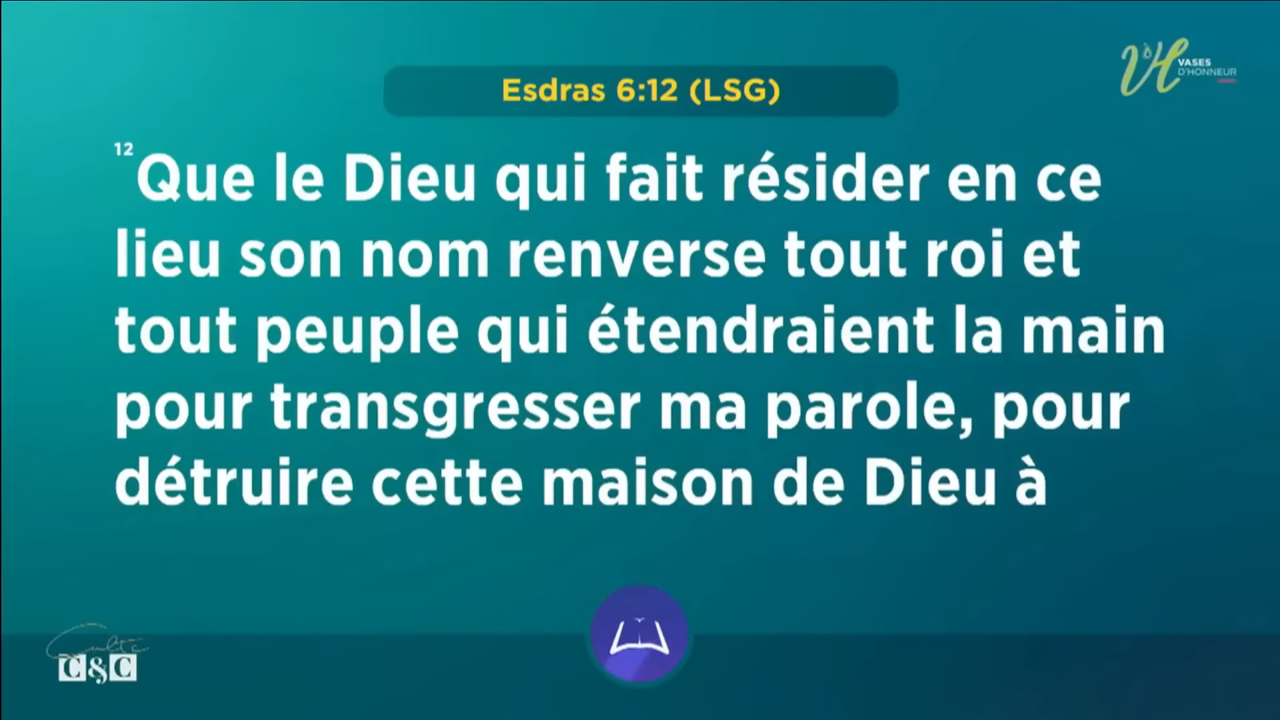 Esdras 6:12 (LSG)
VASES
D'HONNEUR
12 Que le Dieu qui fait résider en ce
lieu son nom renverse tout roi et
tout peuple qui étendraient la main
pour transgresser ma parole, pour
détruire cette maison de Dieu à
Culte
C&C